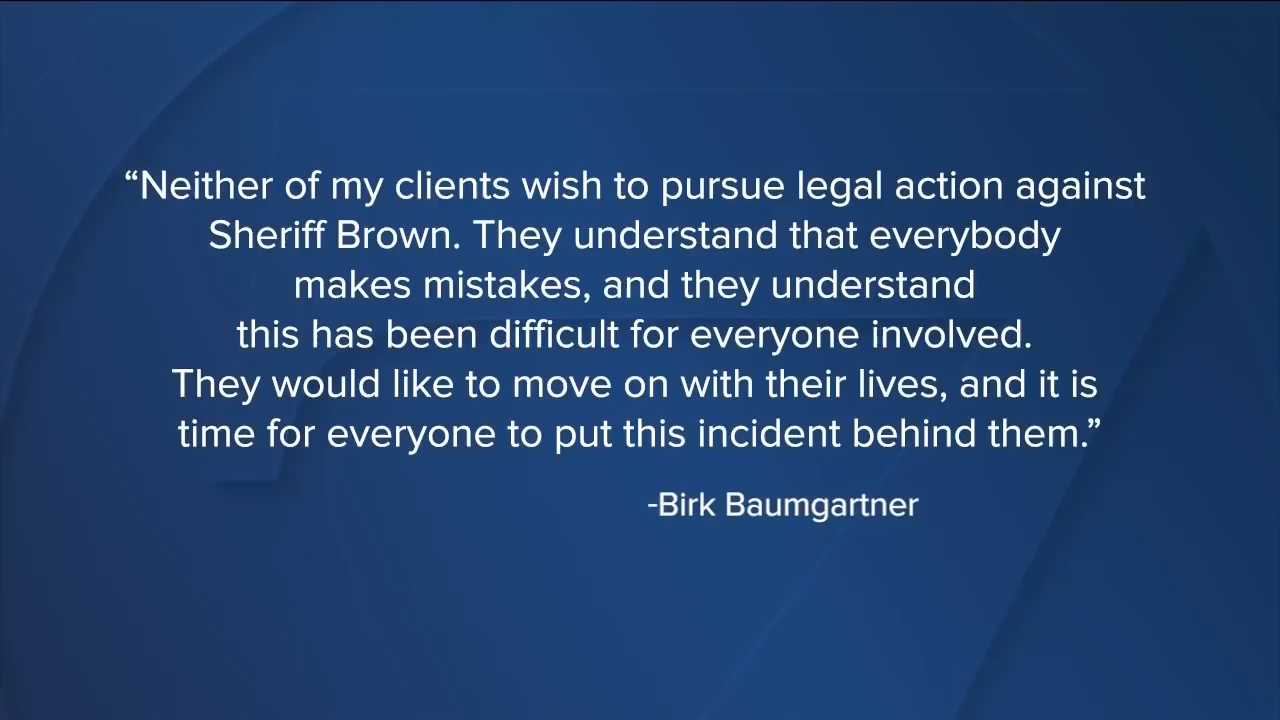 “Neither of my clients wish to pursue legal action against
Sheriff Brown. They understand that everybody
makes mistakes, and they understand
this has been difficult for everyone involved.
They would like to move on with their lives, and it is
time for everyone to put this incident behind them.”
-Birk Baumgartner